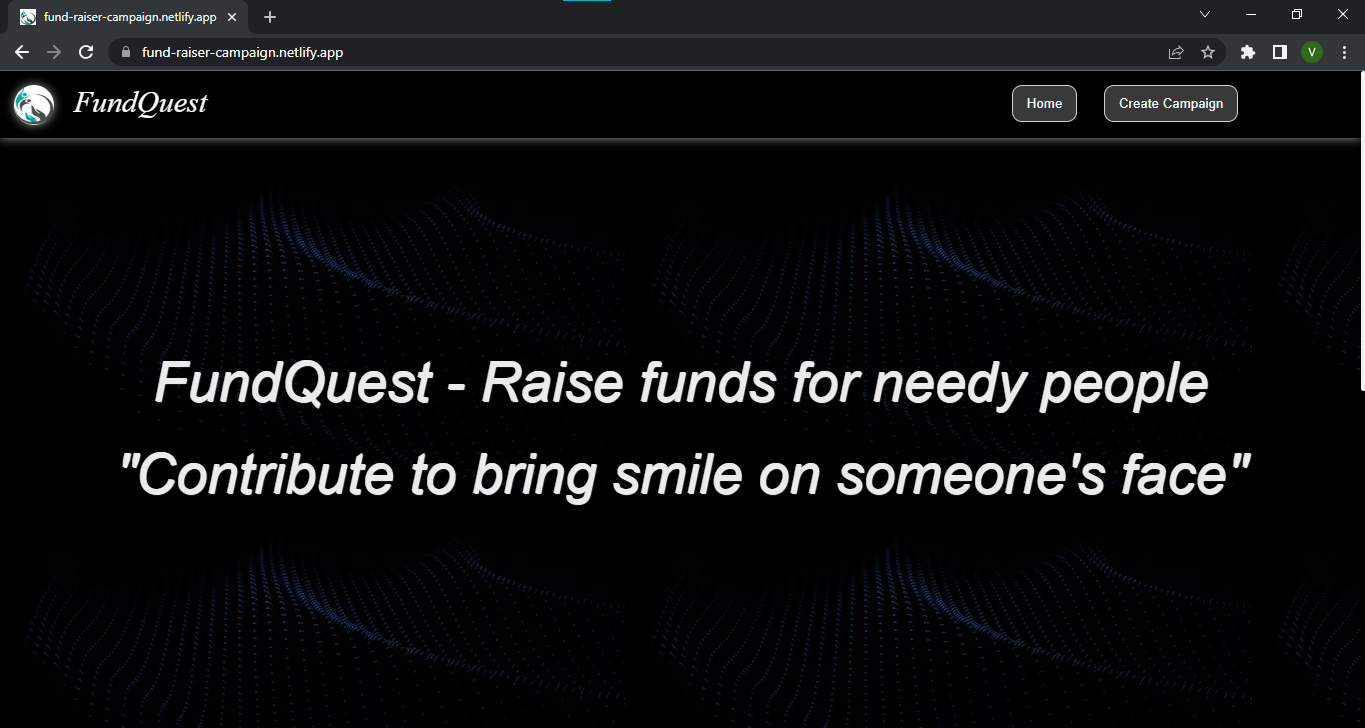 fund-raiser-campaign.netlify.app
fund-raiser-campaign.netlify.app
V
FundQuest
Home
Create Campaign
FundQuest - Raise funds for needy people
"Contribute to bring smile on someone's face"